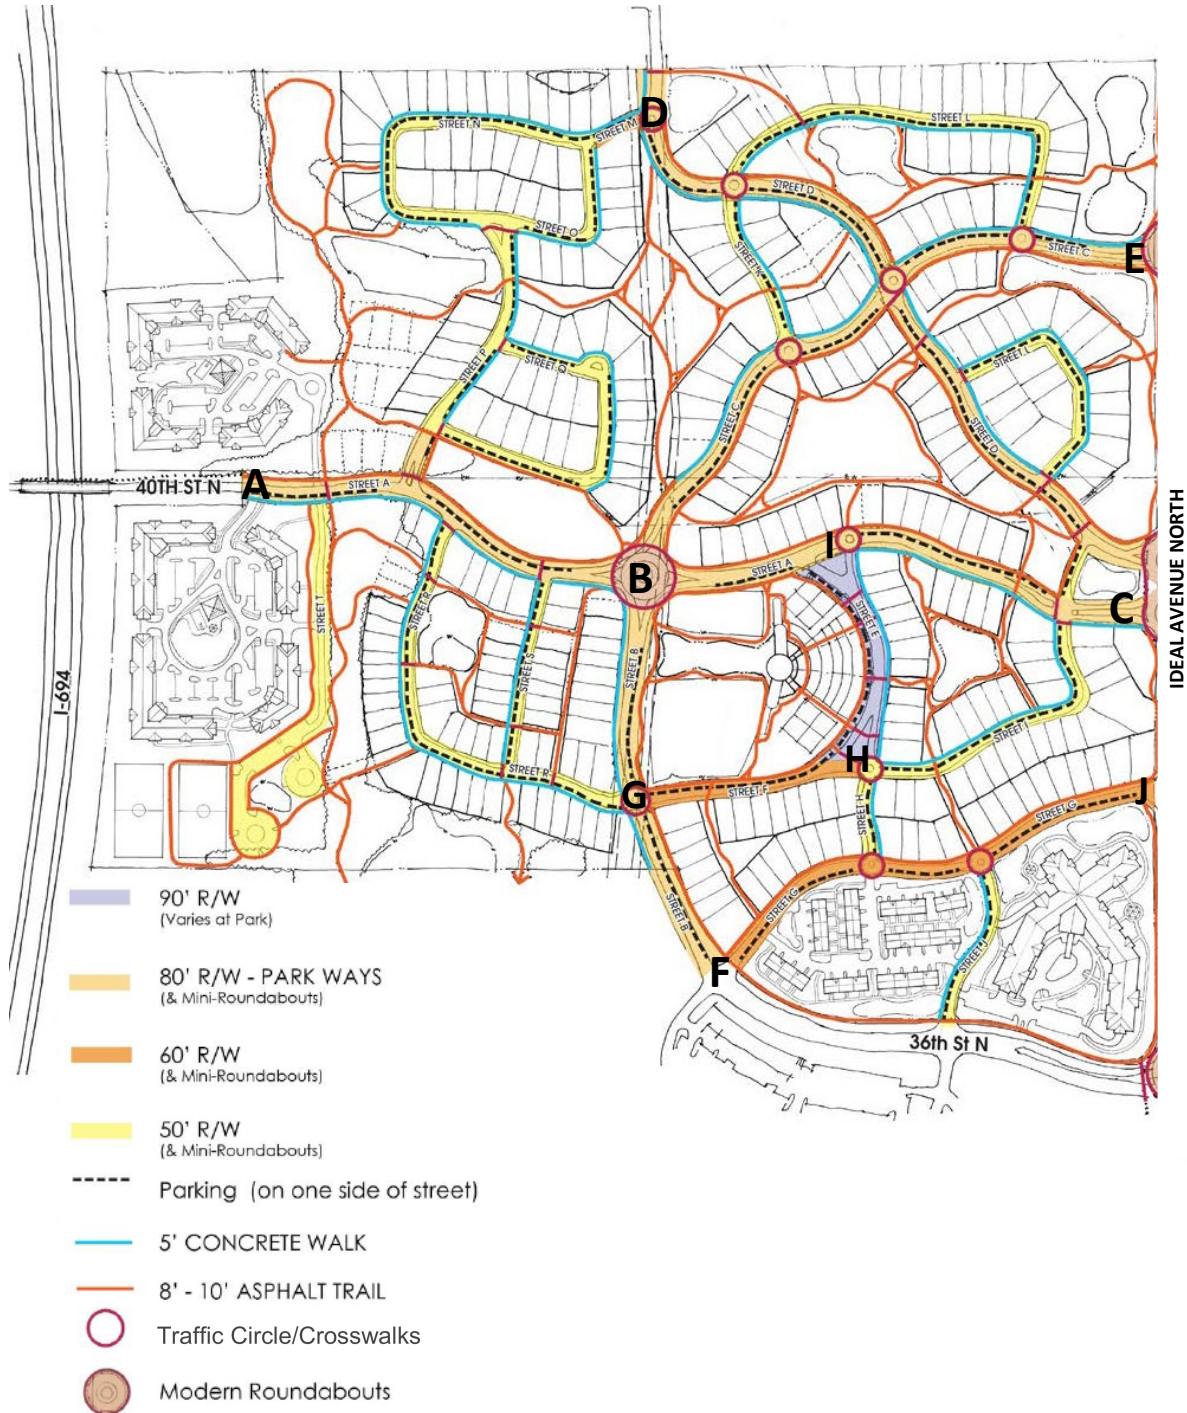 D
STREET N
STREET M
STREET L
STREET D
STREET O
STREET K
STREET C
E
STREET P
STREET Q
STREET I
STREET C
STREET D
40TH ST N
A
STREET A
I
B
STREET A
C
IDEAL AVENUE NORTH
STREET R
STREET E
STREET T
STREET S
STREET B
I-694
STREET I
H
STREET R
G
STREET F
STREET H
J
STREET G
STREET G
STREET B
STREET J
F
36th St N
90' R/W
(Varies at Park)
80' R/W - PARK WAYS
(& Mini-Roundabouts)
60' R/W
(& Mini-Roundabouts)
50' R/W
(& Mini-Roundabouts)
Parking (on one side of street)
5' CONCRETE WALK
8' - 10' ASPHALT TRAIL
Traffic Circle/Crosswalks
Modern Roundabouts